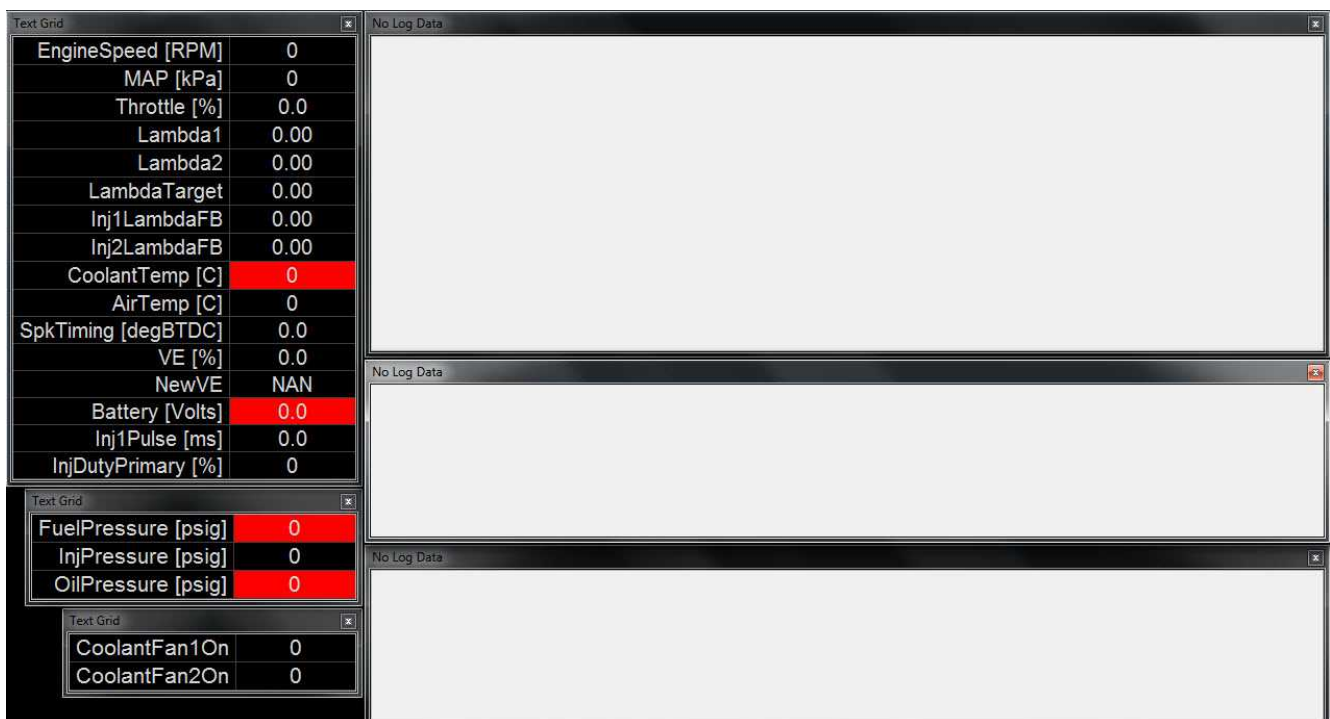 Text Grid
EngineSpeed [RPM] 0
MAP [kPa] 0
Throttle [%] 0.0
Lambda1 0.00
Lambda2 0.00
LambdaTarget 0.00
Inj1LambdaFB 0.00
Inj2LambdaFB 0.00
CoolantTemp [C] 0
AirTemp [C] 0
SpkTiming [degBTDC] 0.0
VE [%] 0.0
NewVE NAN
Battery [Volts] 0.0
Inj1Pulse [ms] 0.0
InjDutyPrimary [%] 0
Text Grid
FuelPressure [psig] 0
InjPressure [psig] 0
OilPressure [psig] 0
Text Grid
CoolantFan1On 0
CoolantFan2On 0
No Log Data
No Log Data
No Log Data